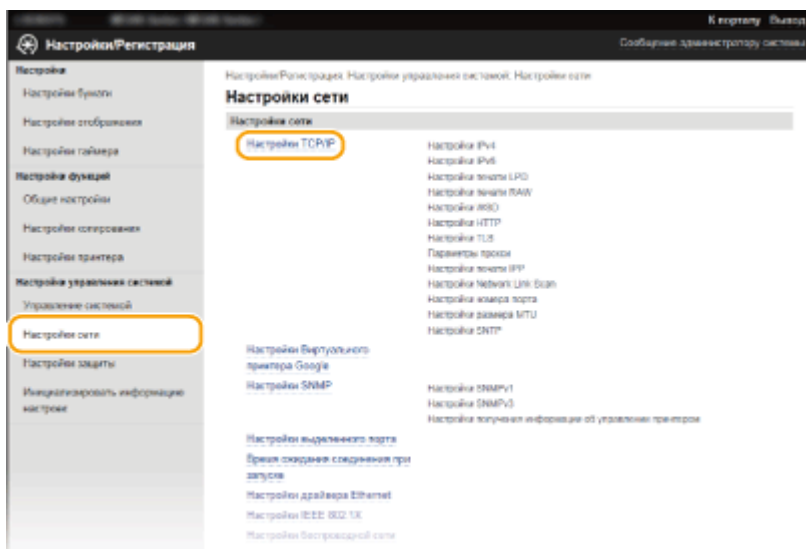 К порталу Выход
Настройки/Регистрация
Сообщение администратору системы
Настройки
Настройки бумаги
Настройки отображения
Настройки таймера
Настройки функций
Общие настройки
Настройки копирования
Настройки принтера
Настройки управления системой
Управление системой
Настройки сети
Настройки защиты
Инициализировать информацию
настроек
Настройки/Регистрация: Настройки управления системой: Настройки сети
Настройки сети
Настройки сети
Настройки TCP/IP
Настройки IPv4
Настройки IPv6
Настройки печати LPD
Настройки печати RAW
Настройки WSD
Настройки HTTP
Настройки TLS
Параметры прокси
Настройки печати IPP
Настройки Network Link Scan
Настройки номера порта
Настройки размера MTU
Настройки SNTP
Настройки Виртуального
принтера Google
Настройки SNMP
Настройки SNMPv1
Настройки SNMPv3
Настройки получения информации об управлении принтером
Настройки выделенного порта
Время ожидания соединения при
запуске
Настройки драйвера Ethernet
Настройки IEEE 802.1X
Настройки беспроводной сети